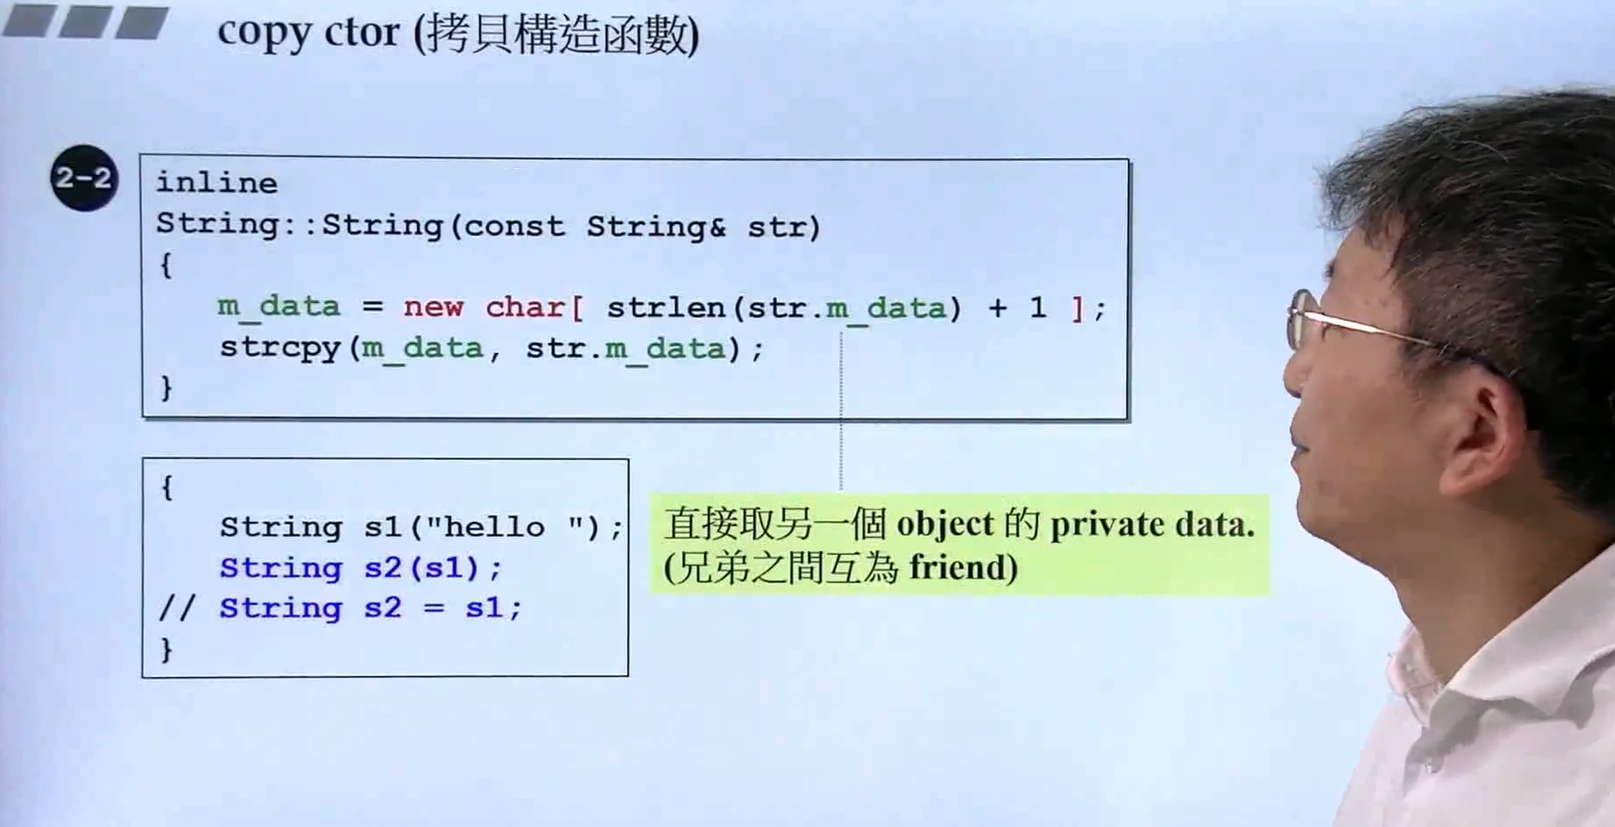 copy ctor (拷貝構造函數)
2-2
inline
String::String(const String& str)
{
m_data = new char[ strlen(str.m_data) + 1 ];
strcpy(m_data, str.m_data);
}
{
String s1("hello ");
String s2(s1);
// String s2 = s1;
}
直接取另一個 object 的 private data.
(兄弟之間互為 friend)